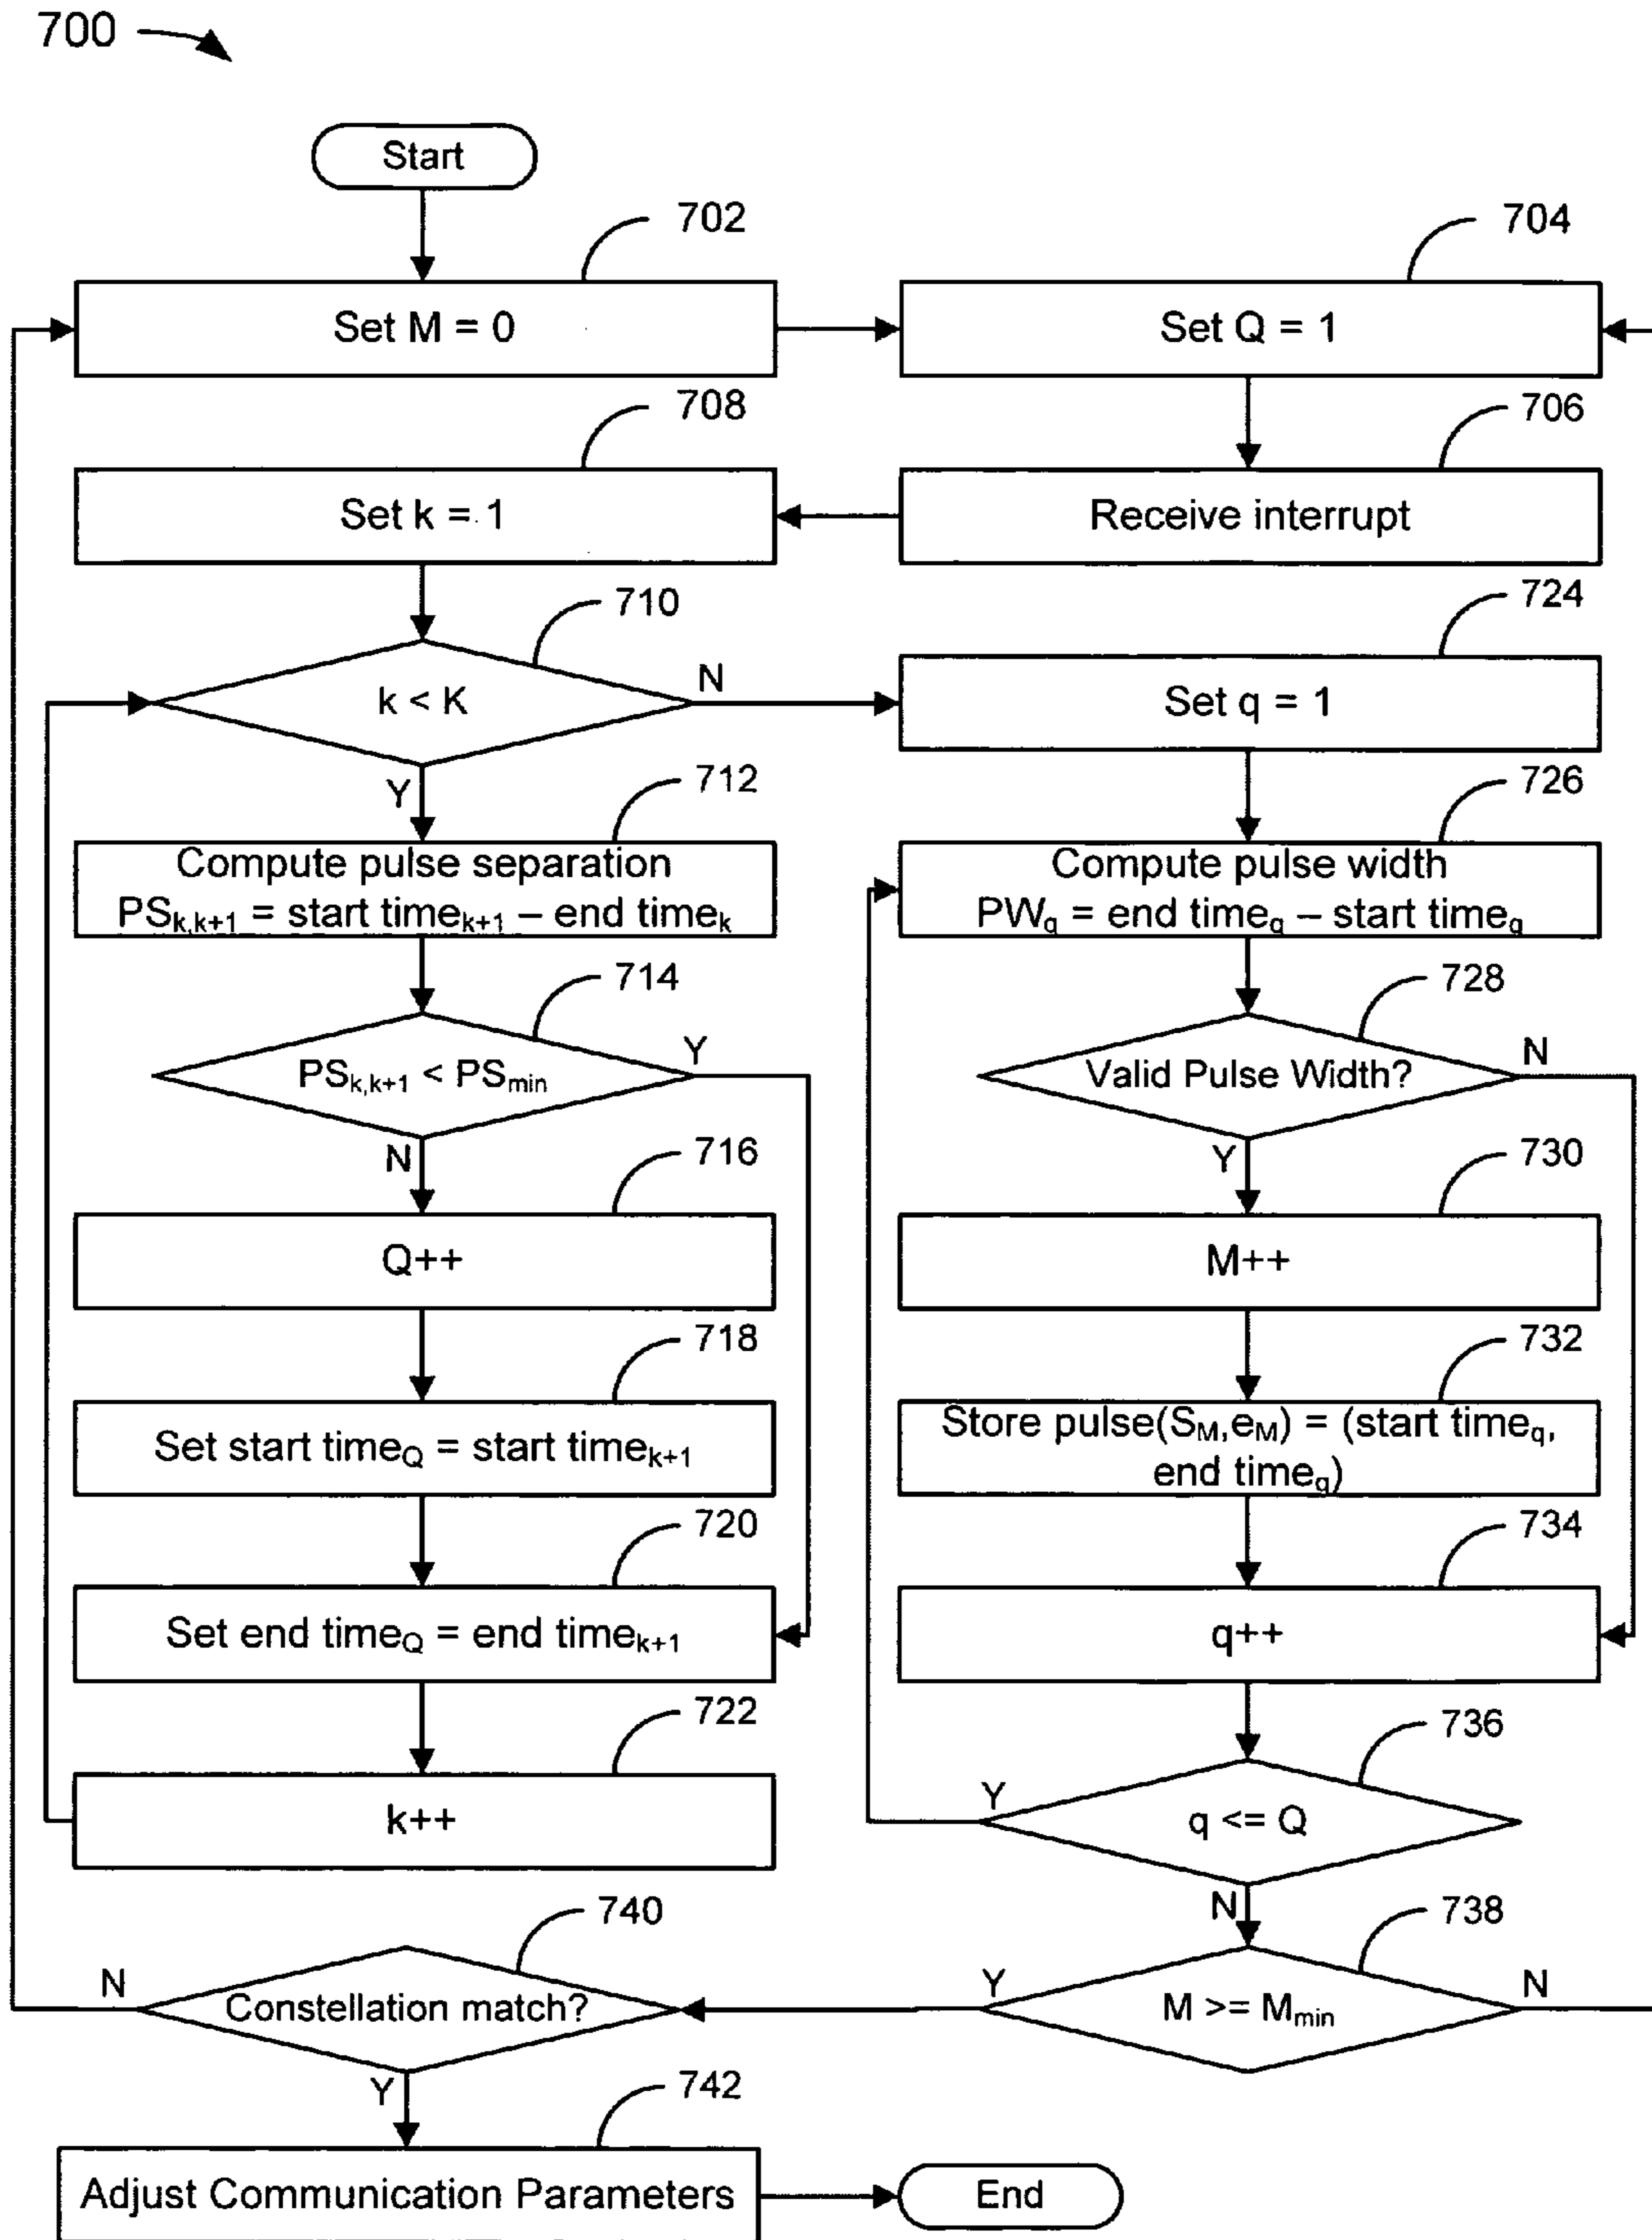 700
Start
702
Set M = 0
704
Set Q = 1
708
Set k = 1
706
Receive interrupt
710
k < K
N
Y
724
Set q = 1
712
Compute pulse separation
PSk,k+1 = start timek+1 – end timek
726
Compute pulse width
PWq = end timeq – start timeq
714
PSk,k+1 < PSmin
Y
N
728
Valid Pulse Width?
N
Y
716
Q++
730
M++
718
Set start timeQ = start timek+1
732
Store pulse(SM,eM) = (start timeq,
end timeq)
720
Set end timeQ = end timek+1
734
q++
722
k++
736
q <= Q
Y
N
740
Constellation match?
N
Y
738
M >= Mmin
Y
N
742
Adjust Communication Parameters
End